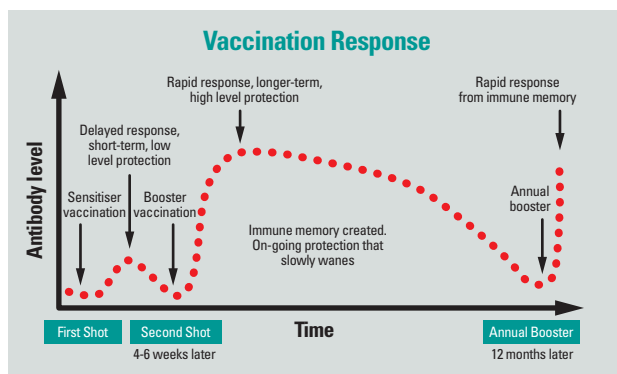 Vaccination Response
Rapid response, longer-term,
high level protection
Rapid response
from immune memory
Delayed response,
short-term, low
level protection
Sensitiser
vaccination
Booster
vaccination
Annual
booster
Immune memory created.
On-going protection that
slowly wanes
Antibody level
Time
First Shot
Second Shot
4-6 weeks later
Annual Booster
12 months later